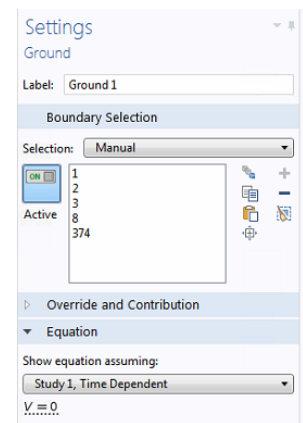 Settings
Ground
Label: Ground 1
Boundary Selection
Selection: Manual
ON
1
2
3
8
374
Active
Override and Contribution
Equation
Show equation assuming:
Study 1, Time Dependent
V = 0